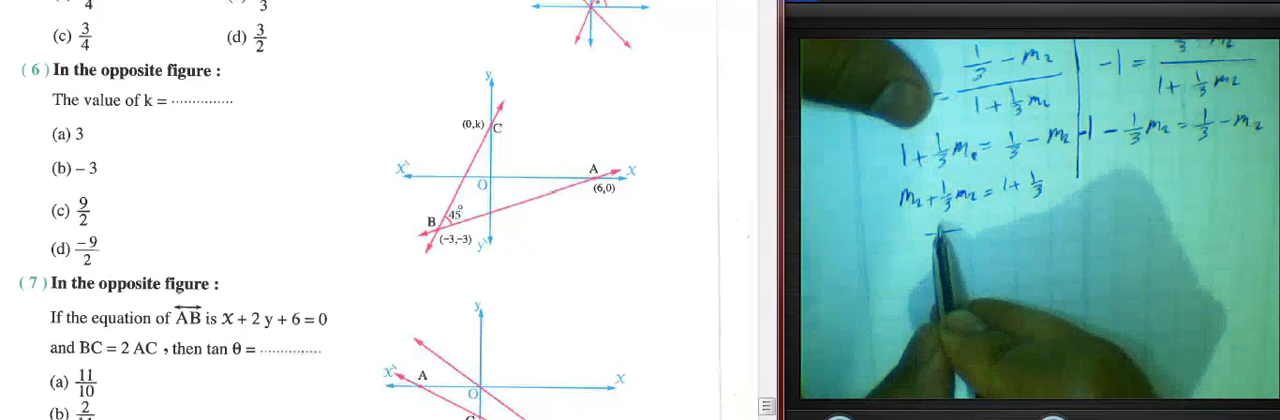 4
3
(c) 3/4
(d) 3/2
( 6 ) In the opposite figure :
The value of k = ...............
(a) 3
(b) – 3
(c) 9/2
(d) –9/2
y
(0,k)
C
X`
O
A
X
(6,0)
B
45°
(–3,–3)
y`
( 7 ) In the opposite figure :
If the equation of AB is X + 2 y + 6 = 0
and BC = 2 AC , then tan θ = ...............
(a) 11/10
(b) 2
y
X`
A
O
X
C
= (1/3 - m2)/(1 + 1/3 m2)
-1 = (1/3 - m2)/(1 + 1/3 m2)
1 + 1/3 m2 = 1/3 - m2
-1 - 1/3 m2 = 1/3 - m2
m2 + 1/3 m2 = 1 + 1/3